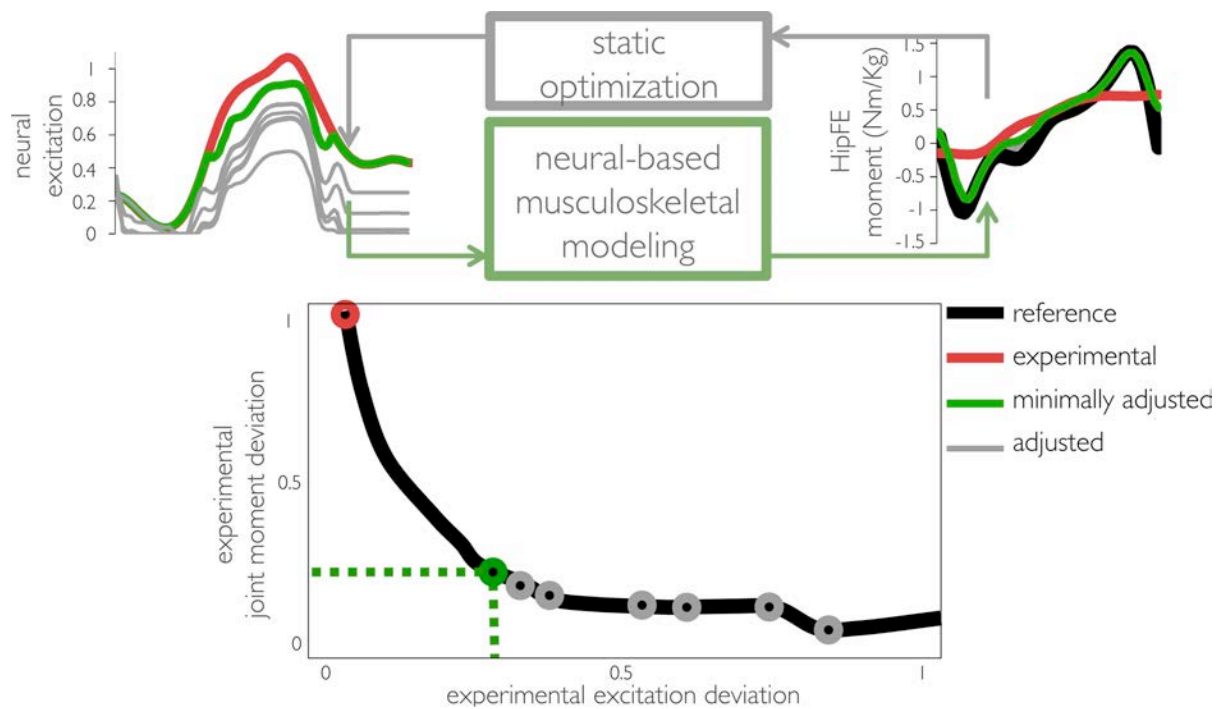 neural
excitation
1
0.8
0.6
0.4
0.2
0
static
optimization
neural-based
musculoskeletal
modeling
HipFE
moment (Nm/Kg)
1.5
1
0.5
0
-0.5
-1
-1.5
experimental
joint moment deviation
1
0.5
0
0
0.5
1
experimental excitation deviation
reference
experimental
minimally adjusted
adjusted